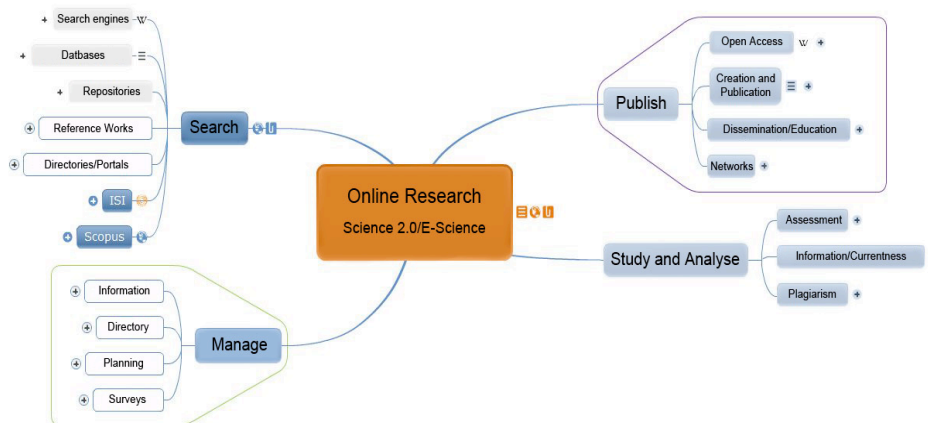 Online Research
Science 2.0/E-Science
Search
Search engines
Datbases
Repositories
Reference Works
Directories/Portals
ISI
Scopus
Manage
Information
Directory
Planning
Surveys
Publish
Open Access
Creation and
Publication
Dissemination/Education
Networks
Study and Analyse
Assessment
Information/Currentness
Plagiarism